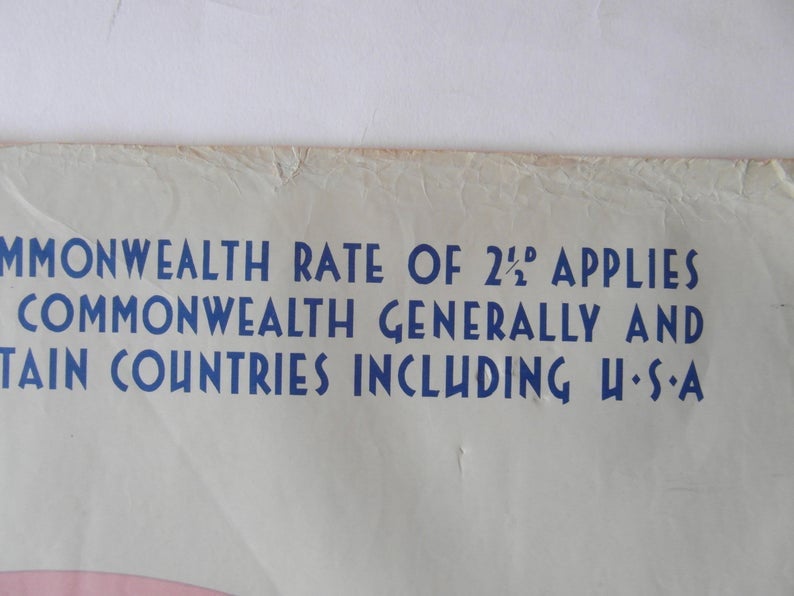 MMONWEALTH RATE OF 2½ᴰ APPLIES
COMMONWEALTH GENERALLY AND
TAIN COUNTRIES INCLUDING U·S·A